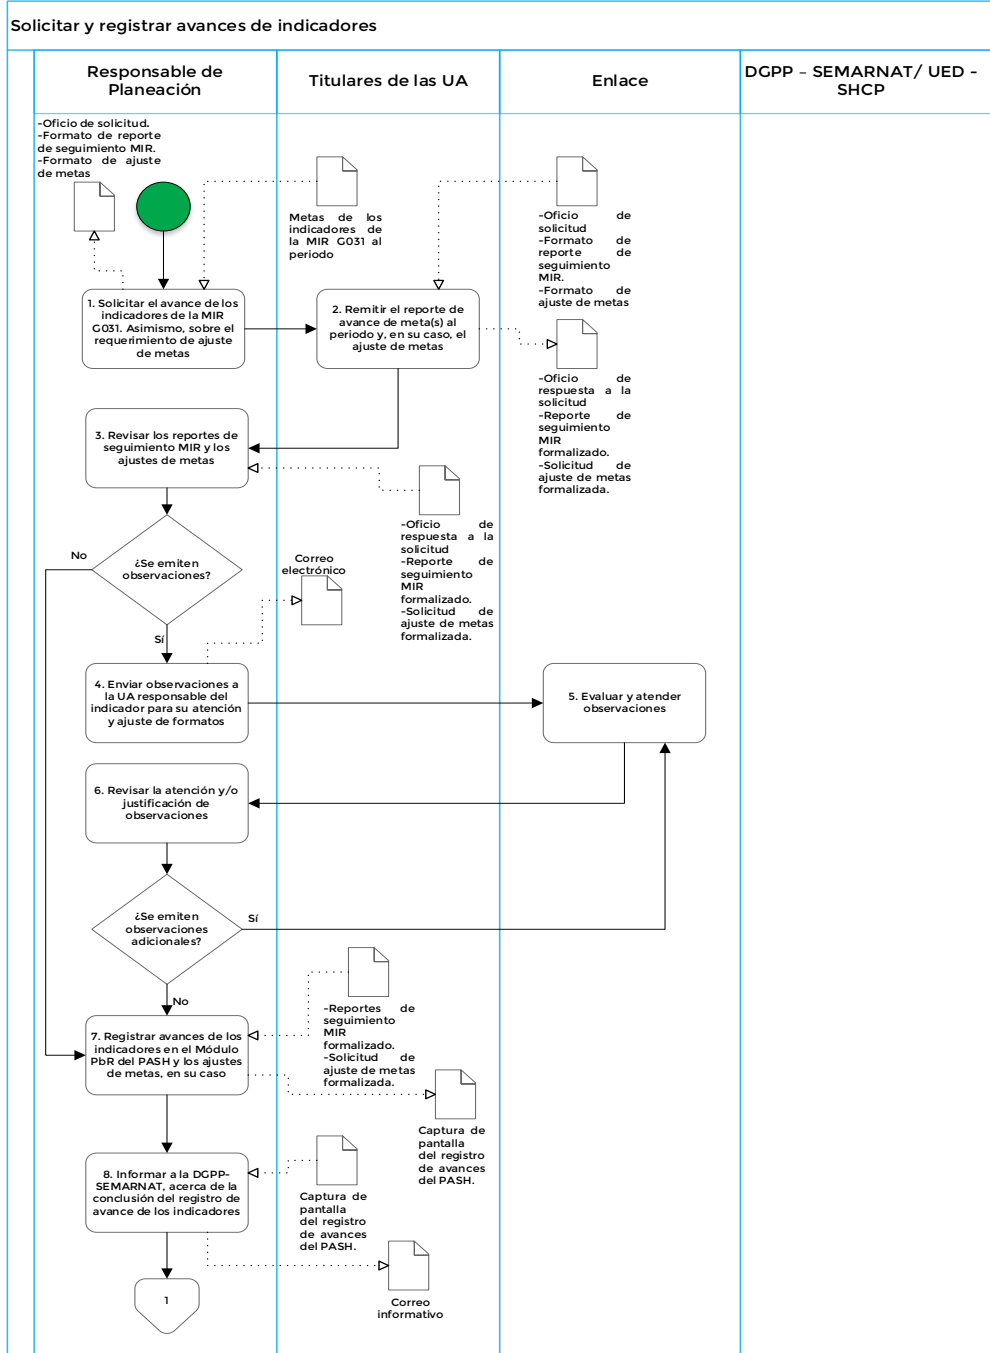 Solicitar y registrar avances de indicadores
Responsable de
Planeación
Titulares de las UA
Enlace
DGPP – SEMARNAT/ UED -
SHCP
-Oficio de solicitud.
-Formato de reporte
de seguimiento MIR.
-Formato de ajuste
de metas
Metas de los
indicadores de
la MIR G031 al
periodo
-Oficio de
solicitud
-Formato de
reporte de
seguimiento
MIR.
-Formato de
ajuste de metas
1. Solicitar el avance de los
indicadores de la MIR
G031. Asimismo, sobre el
requerimiento de ajuste
de metas
2. Remitir el reporte de
avance de meta(s) al
periodo y, en su caso, el
ajuste de metas
-Oficio de
respuesta a la
solicitud
-Reporte de
seguimiento
MIR
formalizado.
-Solicitud de
ajuste de metas
formalizada.
3. Revisar los reportes de
seguimiento MIR y los
ajustes de metas
-Oficio de
respuesta a la
solicitud
-Reporte de
seguimiento
MIR
formalizado.
-Solicitud de
ajuste de metas
formalizada.
No
¿Se emiten
observaciones?
Sí
Correo
electrónico
4. Enviar observaciones a
la UA responsable del
indicador para su atención
y ajuste de formatos
5. Evaluar y atender
observaciones
6. Revisar la atención y/o
justificación de
observaciones
¿Se emiten
observaciones
adicionales?
Sí
No
-Reportes de
seguimiento
MIR
formalizado.
-Solicitud de
ajuste de metas
formalizada.
7. Registrar avances de los
indicadores en el Módulo
PbR del PASH y los ajustes
de metas, en su caso
Captura de
pantalla
del registro
de avances
del PASH.
8. Informar a la DGPP-
SEMARNAT, acerca de la
conclusión del registro de
avance de los indicadores
Captura de
pantalla
del registro
de avances
del PASH.
Correo
informativo
1